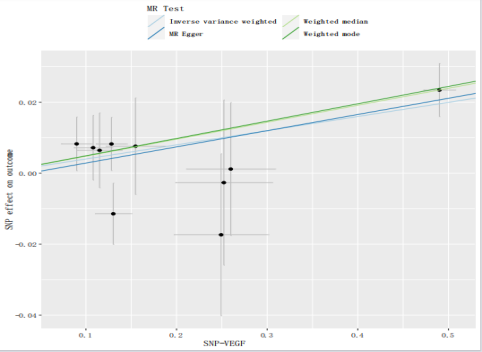 MR Test
Inverse variance weighted
Weighted median
MR Egger
Weighted mode
SNP effect on outcome
0.02
0.00
-0.02
-0.04
0.1
0.2
0.3
0.4
0.5
SNP-VEGF